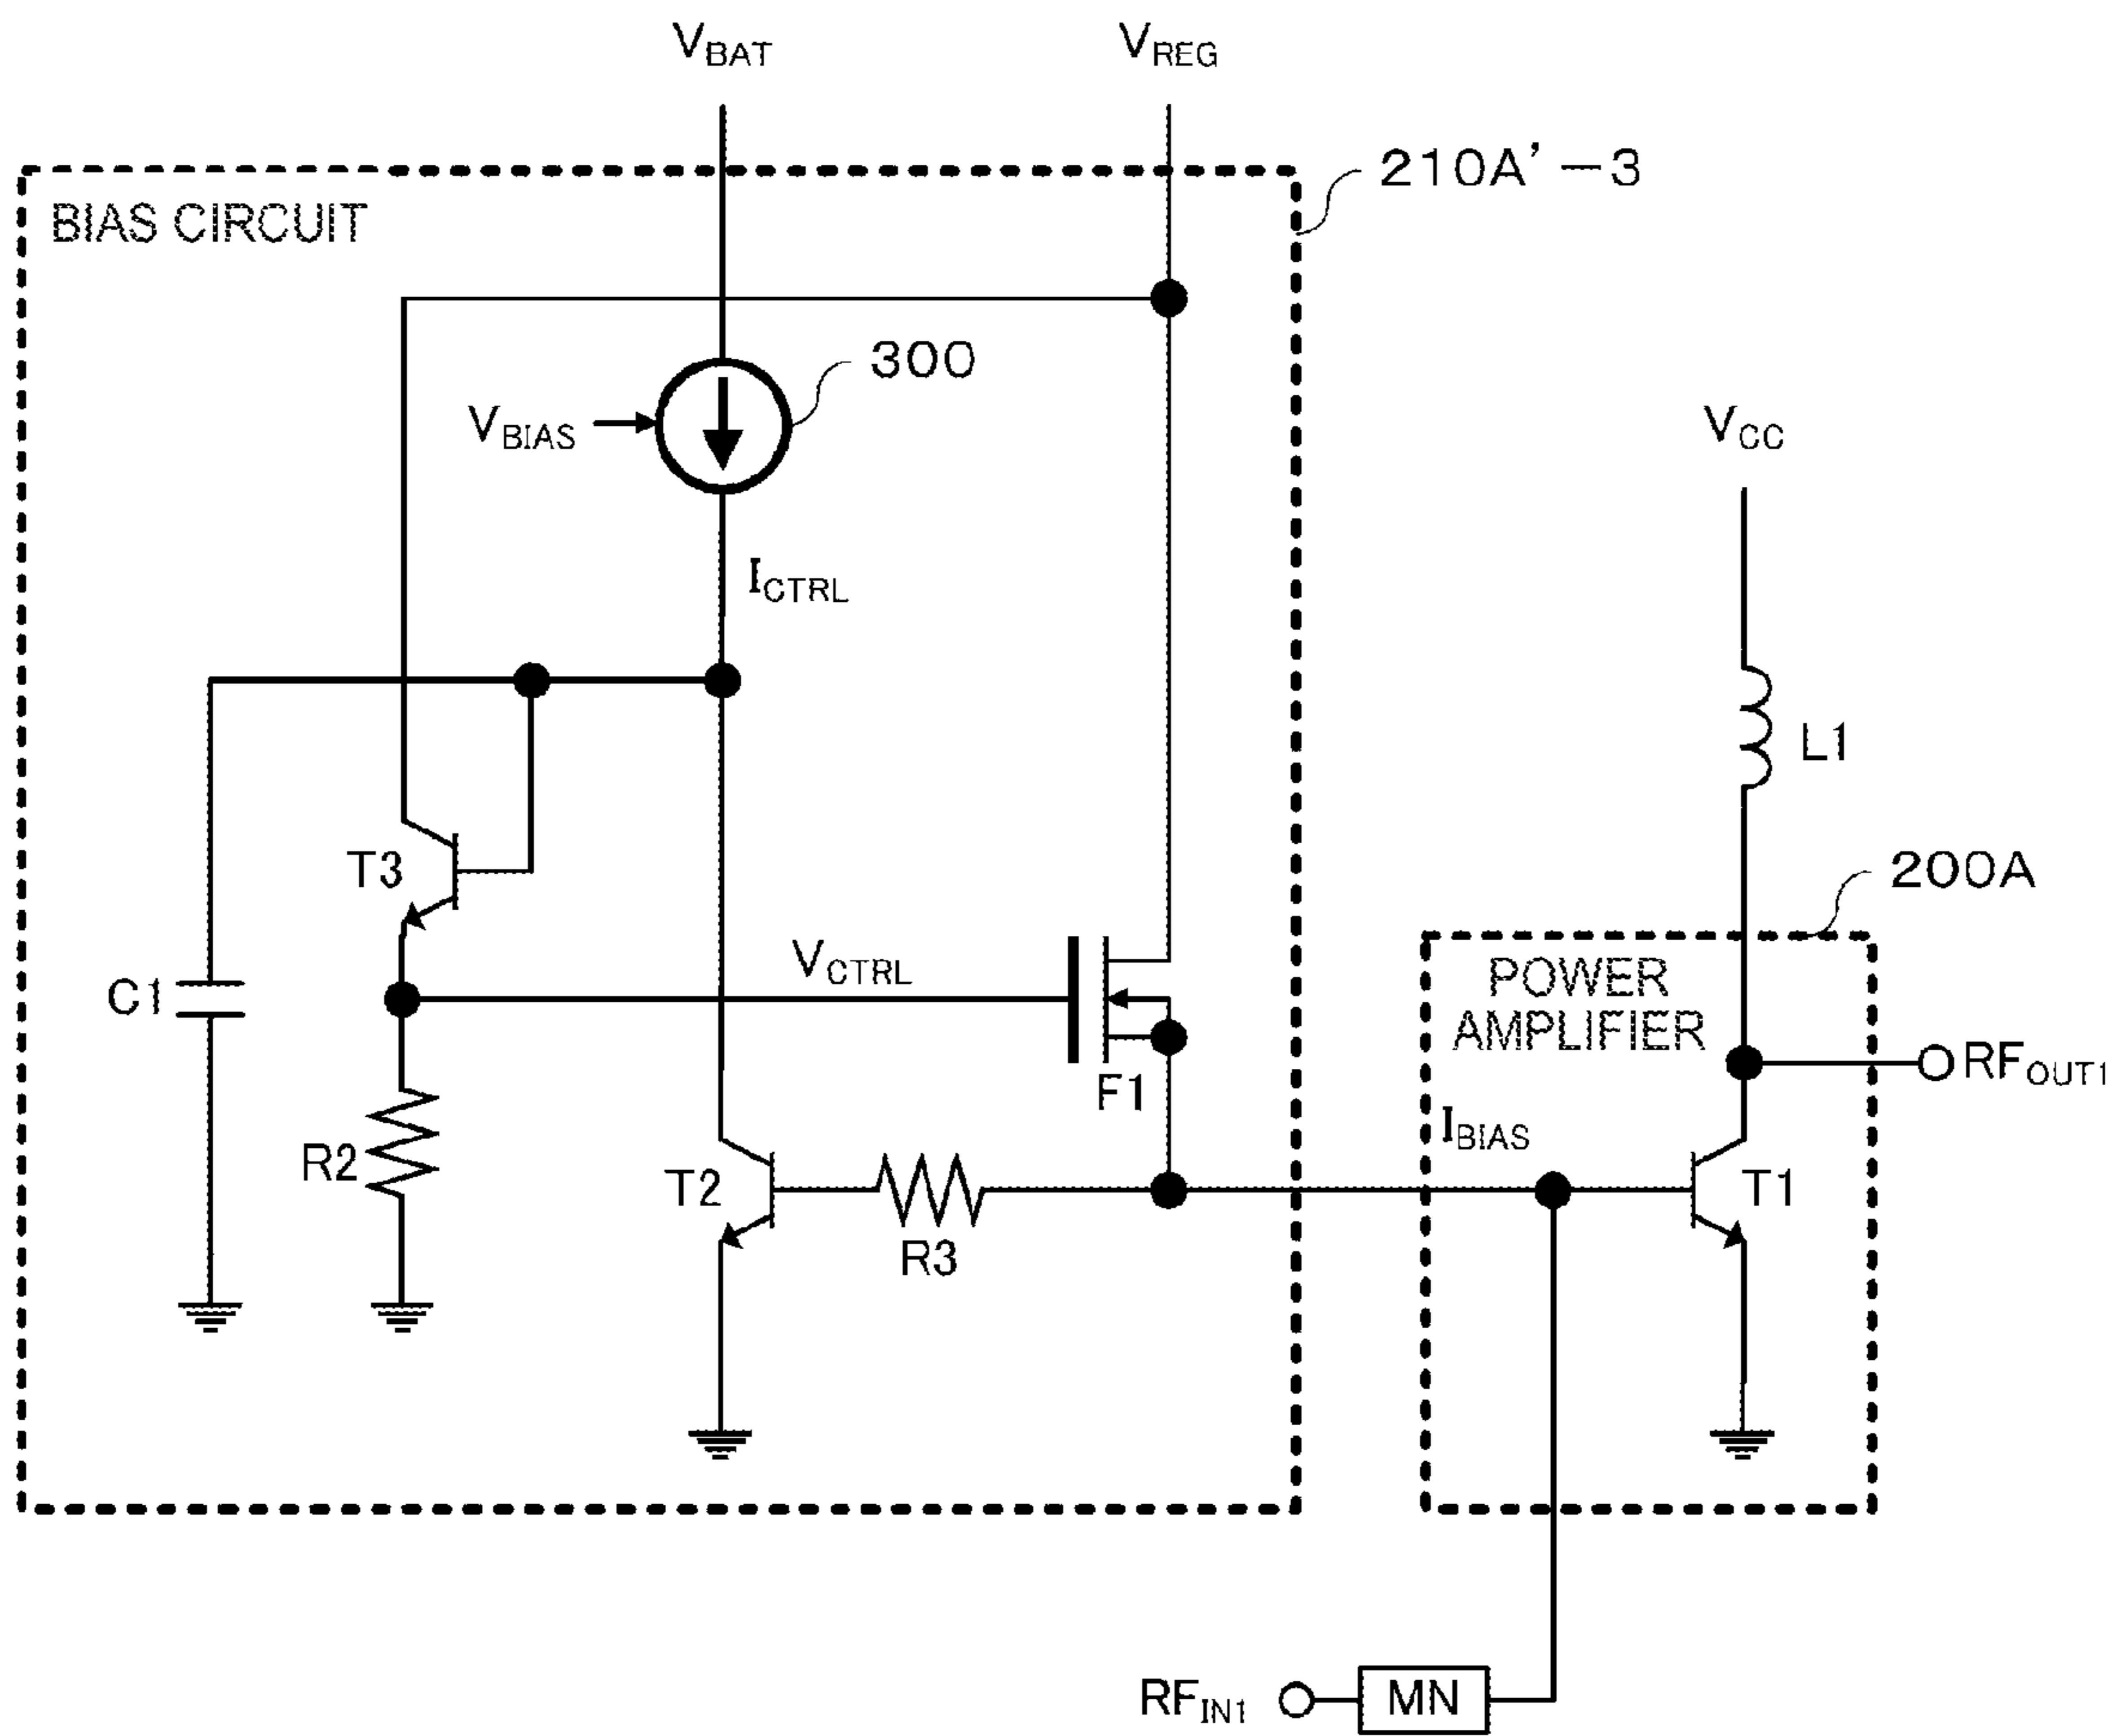 VBAT
VREG
210A'-3
BIAS CIRCUIT
300
VBIAS
VCC
ICTRL
L1
T3
200A
VCTRL
POWER
AMPLIFIER
C1
RFOUT1
F1
IBIAS
R2
T2
T1
R3
RFIN1
MN